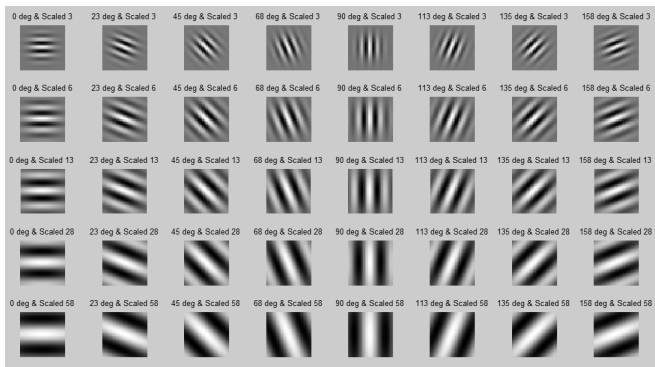 0 deg & Scaled 3 23 deg & Scaled 3 45 deg & Scaled 3 68 deg & Scaled 3 90 deg & Scaled 3 113 deg & Scaled 3 135 deg & Scaled 3 158 deg & Scaled 3
0 deg & Scaled 6 23 deg & Scaled 6 45 deg & Scaled 6 68 deg & Scaled 6 90 deg & Scaled 6 113 deg & Scaled 6 135 deg & Scaled 6 158 deg & Scaled 6
0 deg & Scaled 13 23 deg & Scaled 13 45 deg & Scaled 13 68 deg & Scaled 13 90 deg & Scaled 13 113 deg & Scaled 13 135 deg & Scaled 13 158 deg & Scaled 13
0 deg & Scaled 28 23 deg & Scaled 28 45 deg & Scaled 28 68 deg & Scaled 28 90 deg & Scaled 28 113 deg & Scaled 28 135 deg & Scaled 28 158 deg & Scaled 28
0 deg & Scaled 58 23 deg & Scaled 58 45 deg & Scaled 58 68 deg & Scaled 58 90 deg & Scaled 58 113 deg & Scaled 58 135 deg & Scaled 58 158 deg & Scaled 58